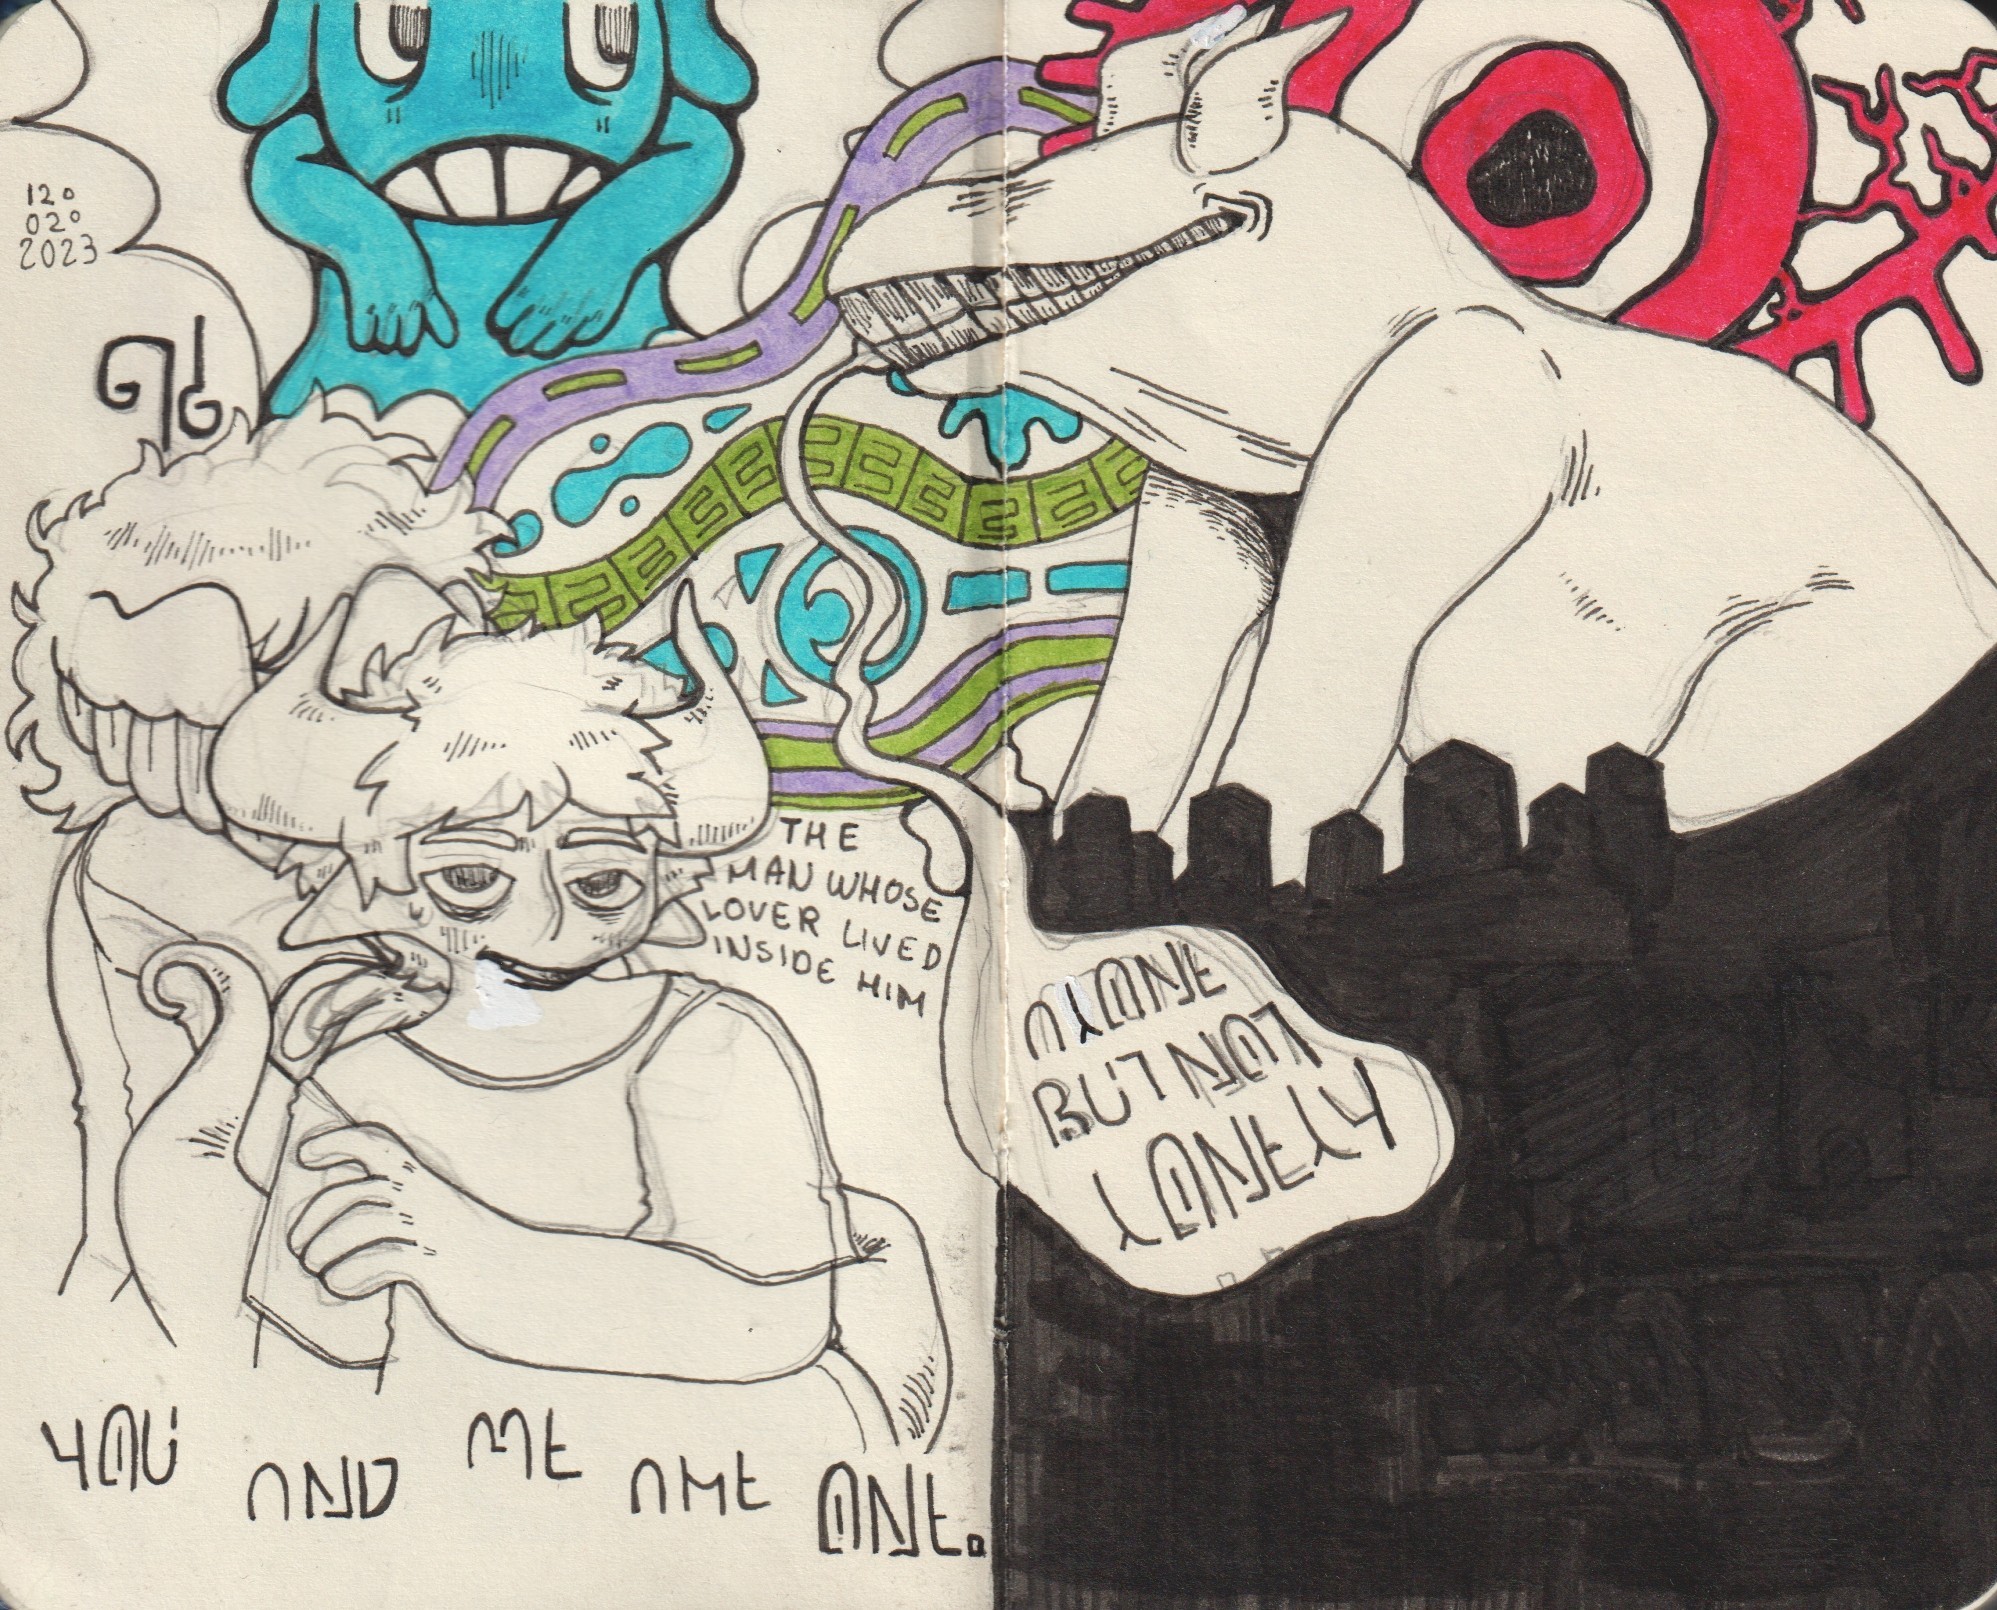 12.
02.
2023
THE
MAN WHOSE
LOVER LIVED
INSIDE HIM
ALONE
BUT NOT
LONELY
YOU AND ME ARE ONE.